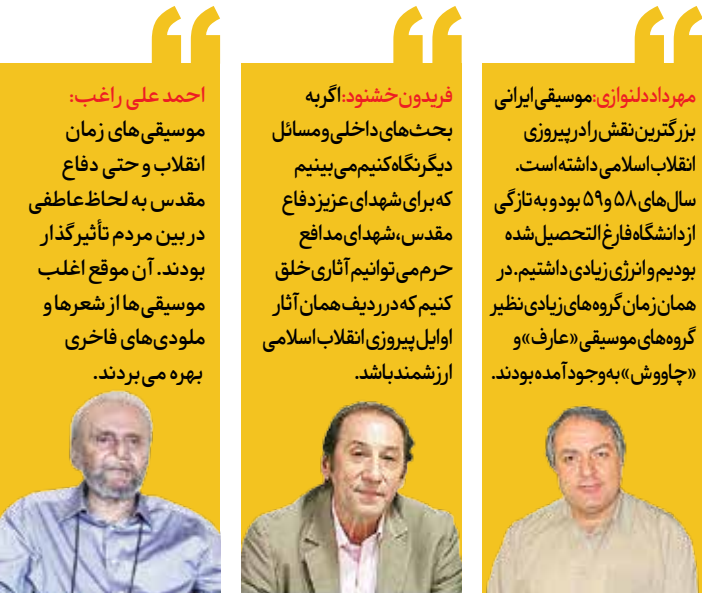 مهرداد دلنوازی: موسیقی ایرانی
بزرگترین نقش را در پیروزی
انقلاب اسلامی داشته است.
سال‌های ۵۸ و ۵۹ بود و به تازگی
از دانشگاه فارغ التحصیل شده
بودیم و انرژی زیادی داشتیم. در
همان زمان گروه‌های زیادی نظیر
گروه‌های موسیقی «عارف» و
«چاووش» به وجود آمده بودند.
فریدون خشنود: اگر به
بحث‌های داخلی و مسائل
دیگر نگاه کنیم می بینیم
که برای شهدای عزیز دفاع
مقدس، شهدای مدافع
حرم می توانیم آثاری خلق
کنیم که در ردیف همان آثار
اوایل پیروزی انقلاب اسلامی
ارزشمند باشد.
احمد علی راغب:
موسیقی‌های زمان
انقلاب و حتی دفاع
مقدس به لحاظ عاطفی
در بین مردم تأثیرگذار
بودند. آن موقع اغلب
موسیقی‌ها از شعرها و
ملودی‌های فاخری
بهره می بردند.